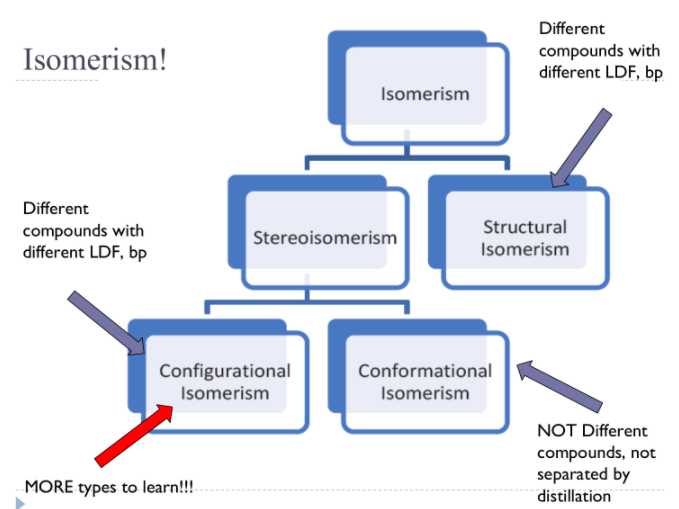 Isomerism!
Different
compounds with
different LDF, bp
Isomerism
Different
compounds with
different LDF, bp
Stereoisomerism
Structural
Isomerism
Configurational
Isomerism
Conformational
Isomerism
MORE types to learn!!!
NOT Different
compounds, not
separated by
distillation